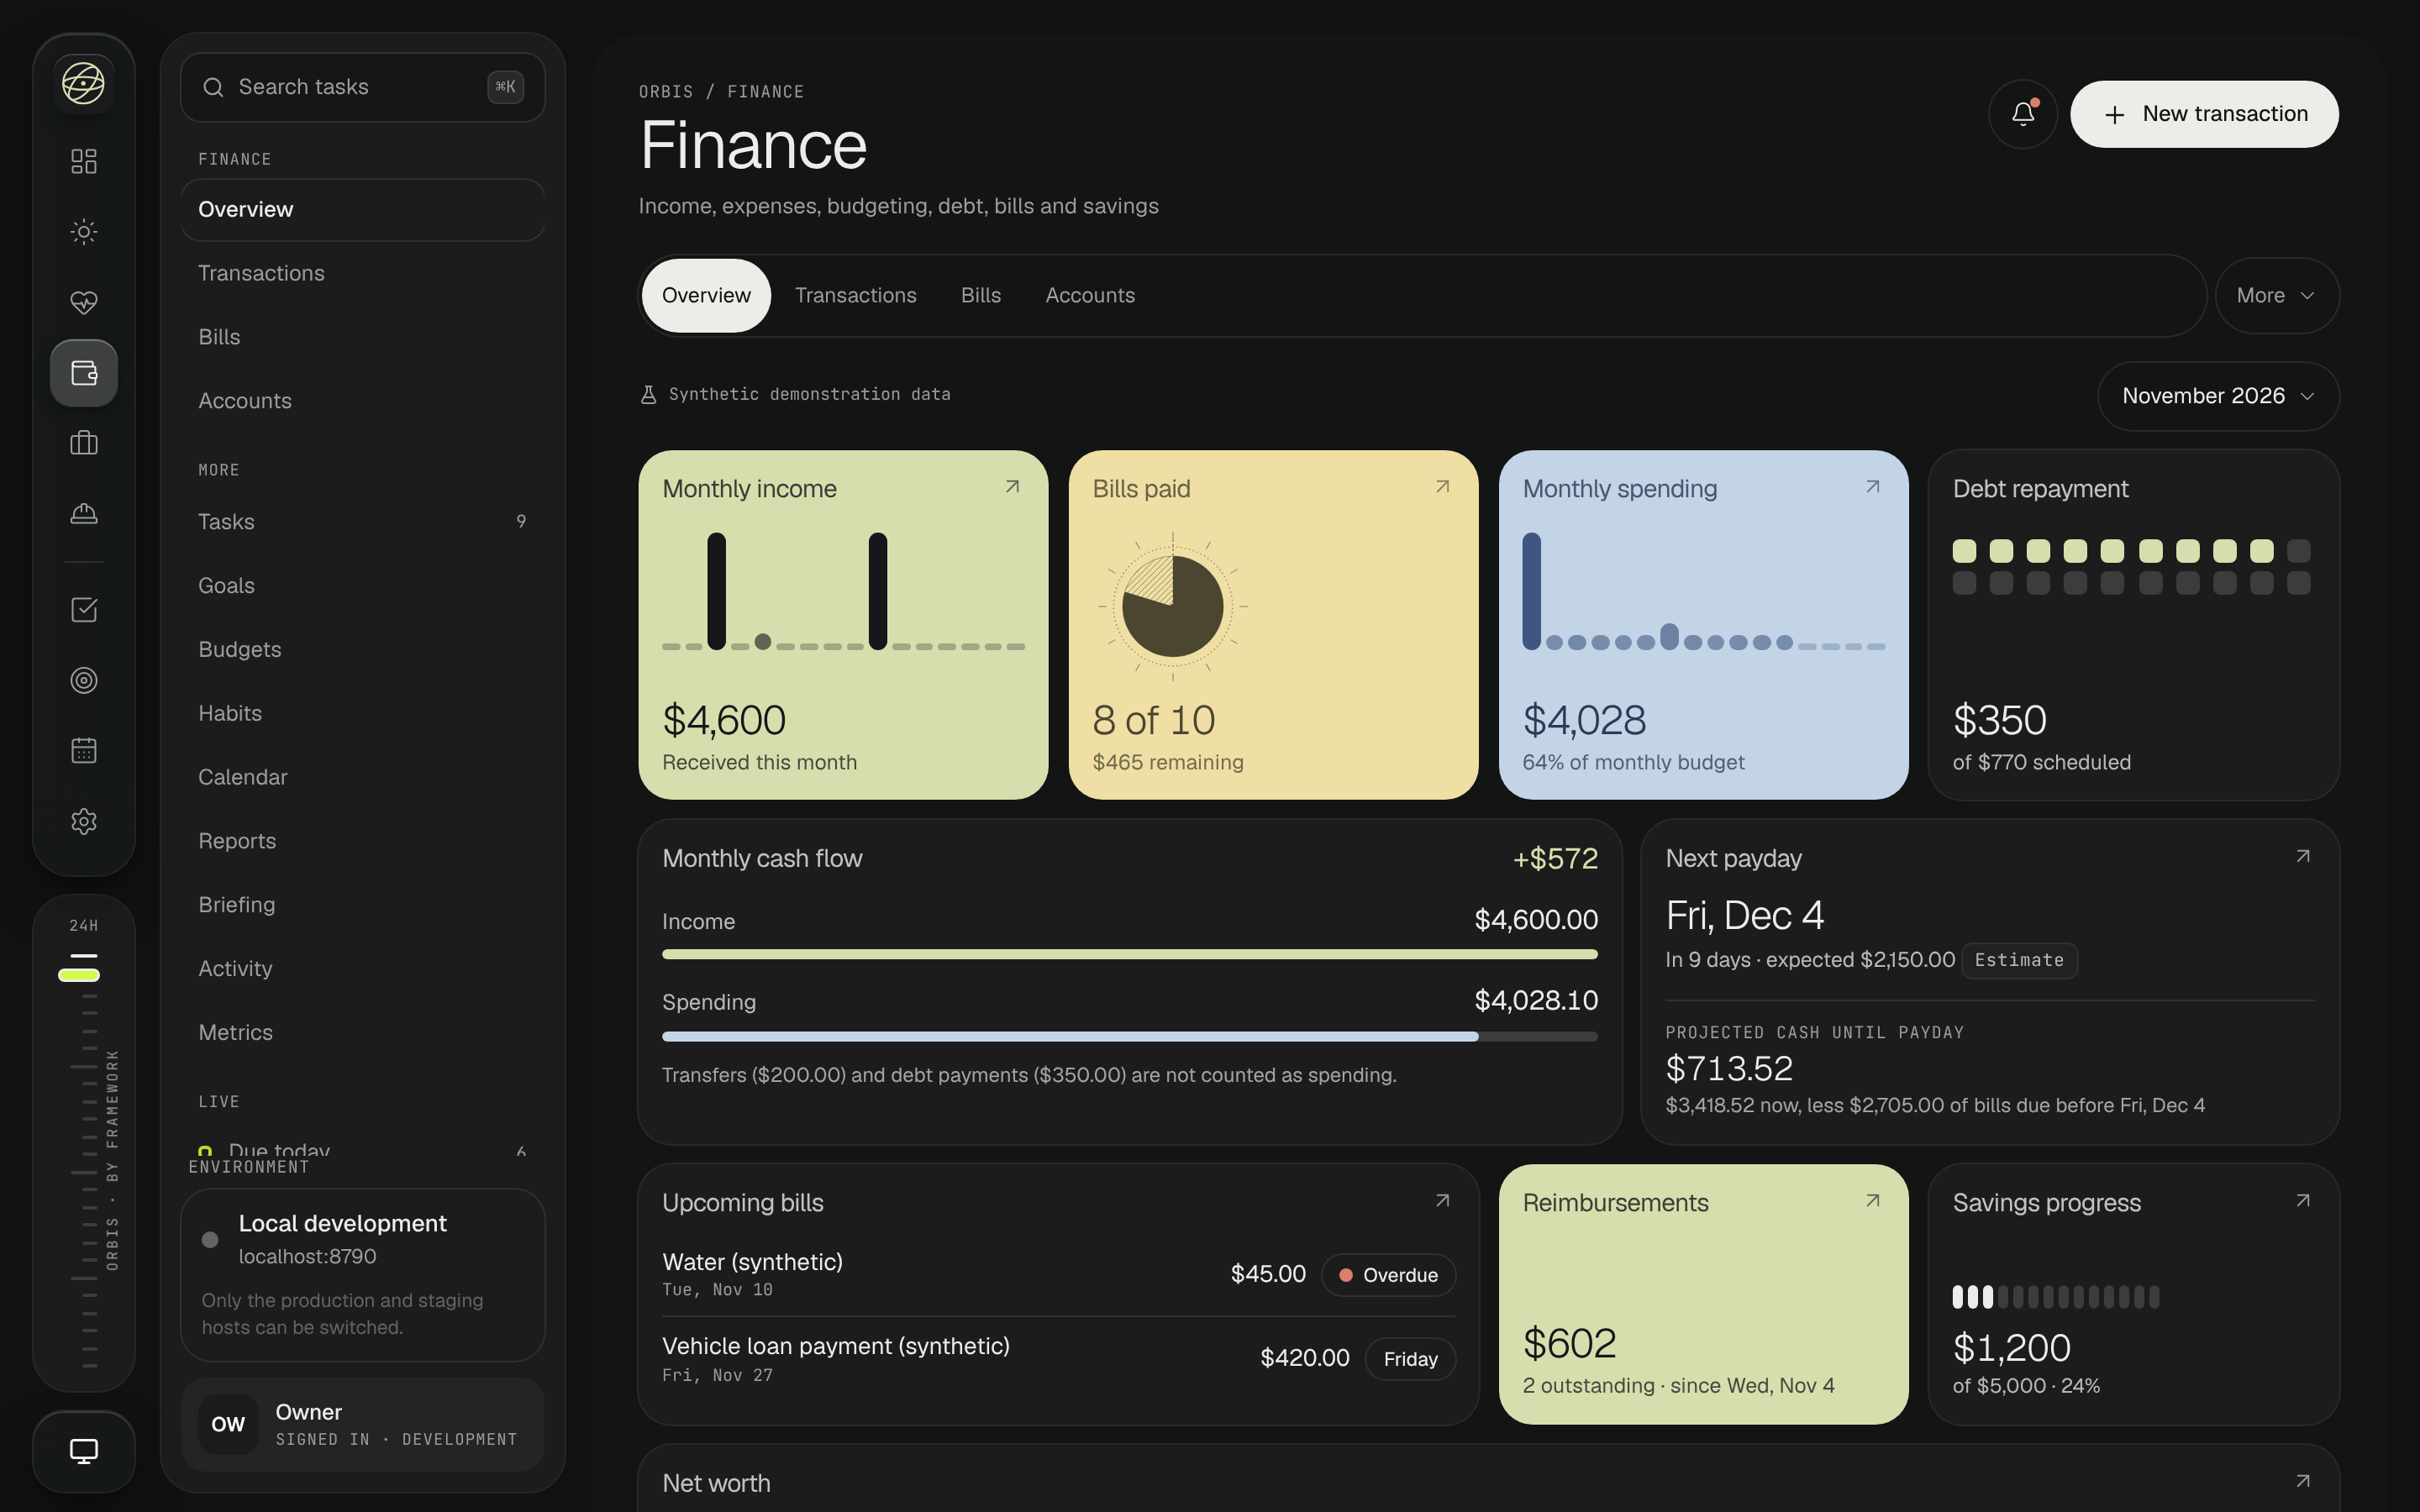 Search tasks
⌘K
FINANCE
Overview
Transactions
Bills
Accounts
MORE
Tasks 9
Goals
Budgets
Habits
Calendar
Reports
Briefing
Activity
Metrics
LIVE
Due today 6
ENVIRONMENT
Local development
localhost:8790
Only the production and staging
hosts can be switched.
OW
Owner
SIGNED IN · DEVELOPMENT
24H
ORBIS · BY FRAMEWORK
ORBIS / FINANCE
Finance
Income, expenses, budgeting, debt, bills and savings
New transaction
Overview Transactions Bills Accounts
More
Synthetic demonstration data
November 2026
Monthly income
$4,600
Received this month
Bills paid
8 of 10
$465 remaining
Monthly spending
$4,028
64% of monthly budget
Debt repayment
$350
of $770 scheduled
Monthly cash flow +$572
Income $4,600.00
Spending $4,028.10
Transfers ($200.00) and debt payments ($350.00) are not counted as spending.
Next payday
Fri, Dec 4
In 9 days · expected $2,150.00 Estimate
PROJECTED CASH UNTIL PAYDAY
$713.52
$3,418.52 now, less $2,705.00 of bills due before Fri, Dec 4
Upcoming bills
Water (synthetic)
Tue, Nov 10
$45.00 Overdue
Vehicle loan payment (synthetic)
Fri, Nov 27
$420.00 Friday
Reimbursements
$602
2 outstanding · since Wed, Nov 4
Savings progress
$1,200
of $5,000 · 24%
Net worth